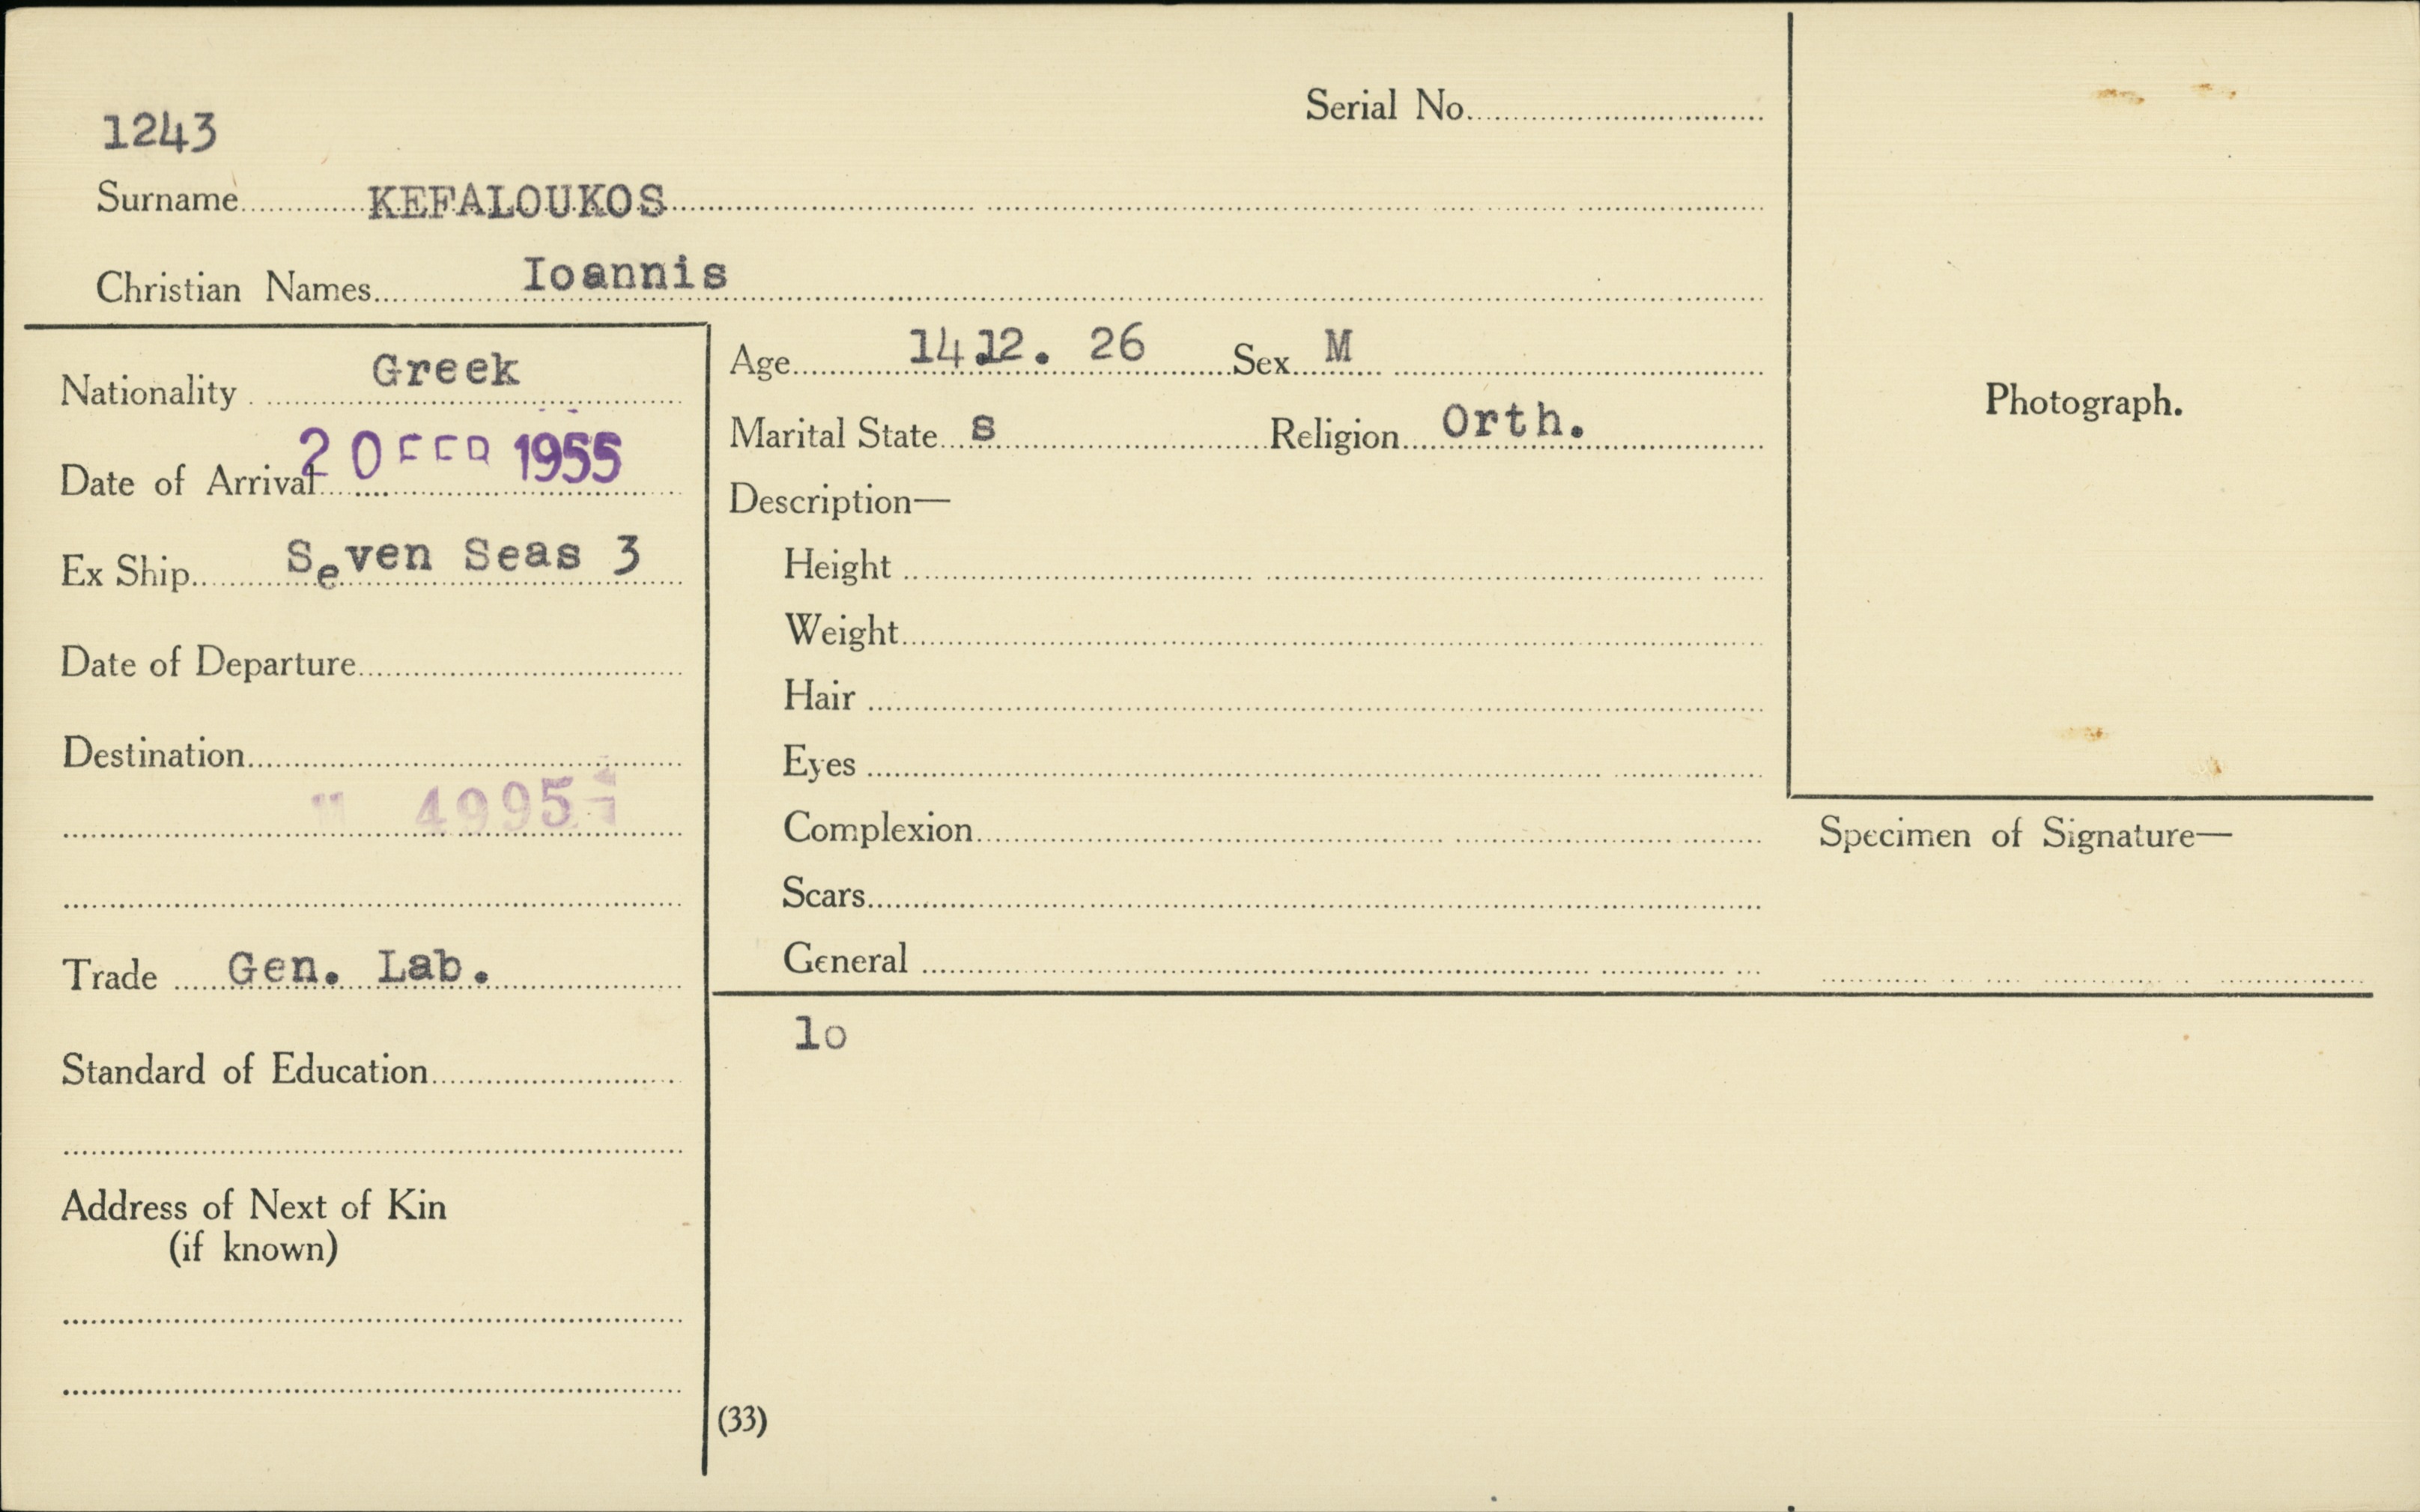 Serial No.
1243
Surname KEFALOUKOS
Christian Names Ioannis
Nationality Greek
Date of Arrival 20 FEB 1955
Ex Ship Seven Seas 3
Date of Departure
Destination
4995
Trade Gen. Lab.
Standard of Education
Address of Next of Kin
(if known)
Age 14.12. 26 Sex M
Marital State s Religion Orth.
Description—
Height
Weight
Hair
Eyes
Complexion
Scars
General
Photograph.
Specimen of Signature—
lo
(33)